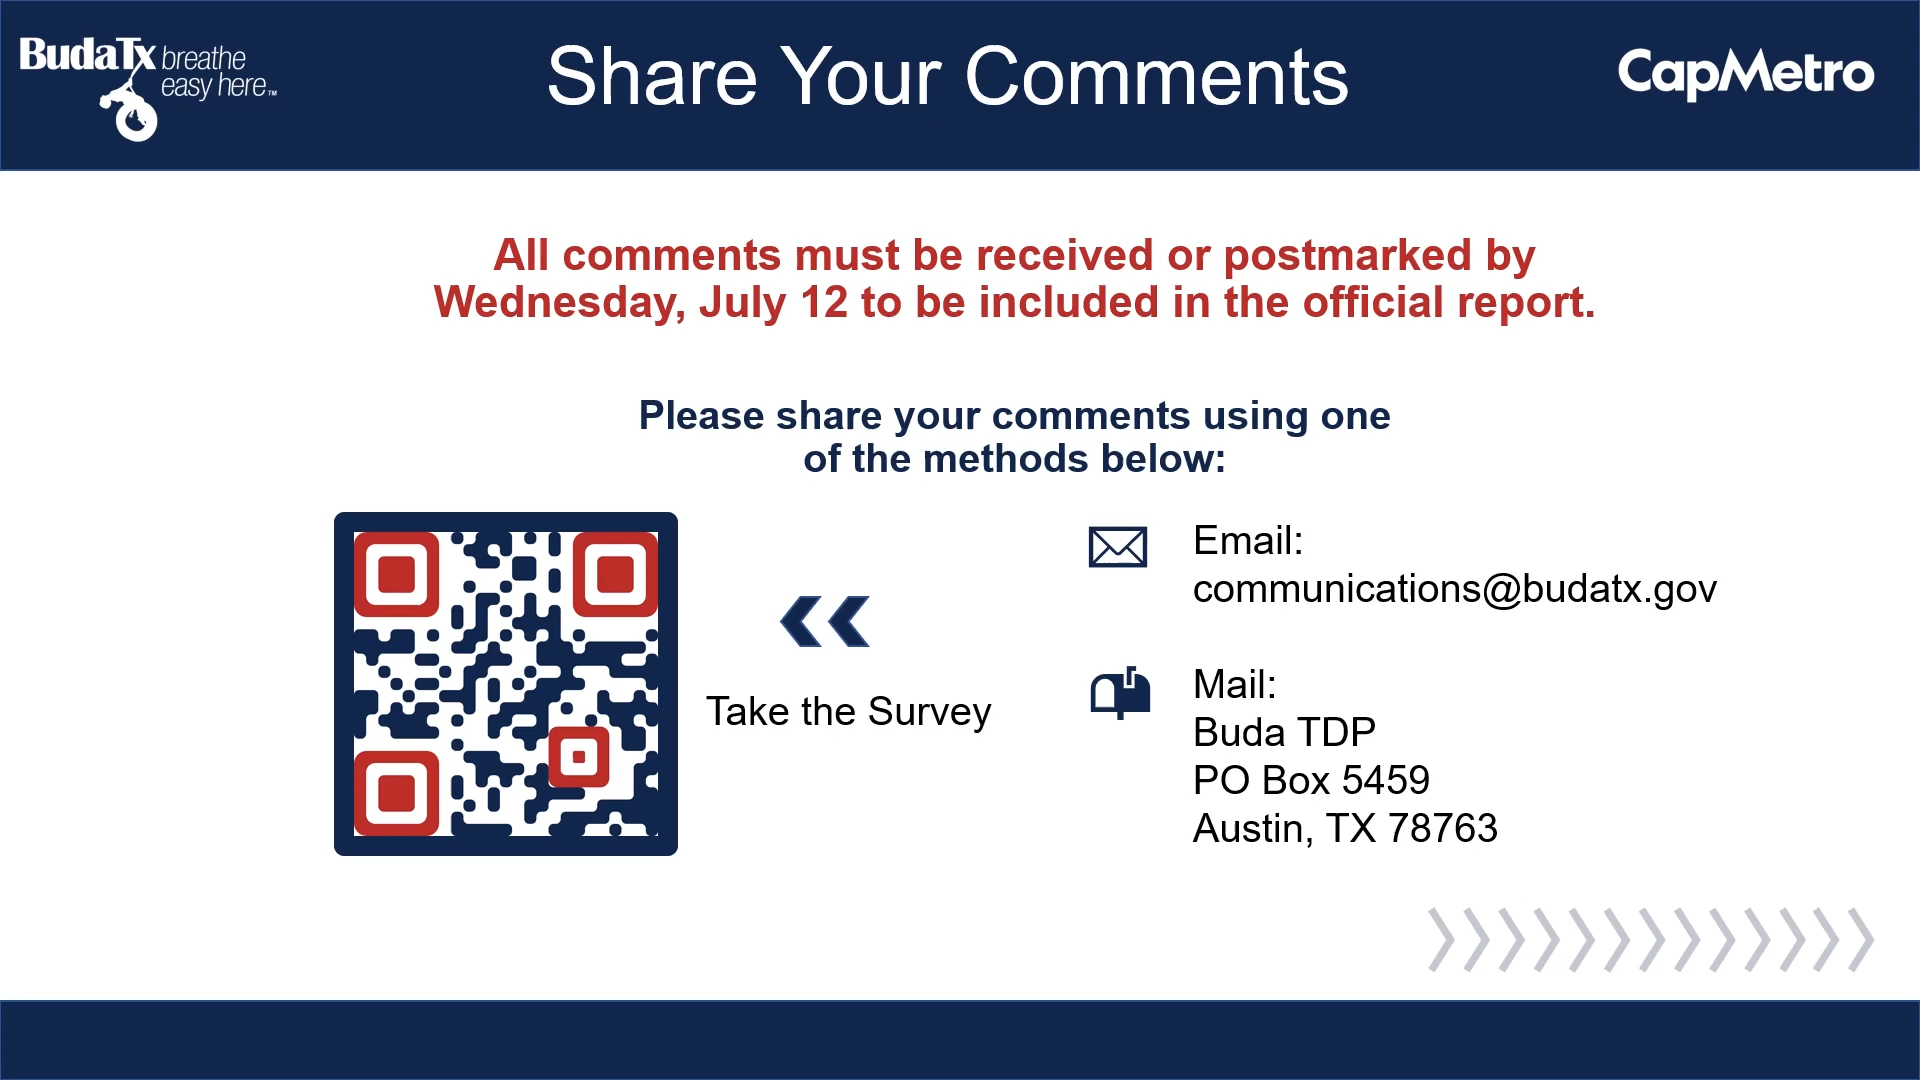 BudaTx breathe
easy here™
Share Your Comments
CapMetro
All comments must be received or postmarked by
Wednesday, July 12 to be included in the official report.
Please share your comments using one
of the methods below:
Take the Survey
Email:
communications@budatx.gov
Mail:
Buda TDP
PO Box 5459
Austin, TX 78763